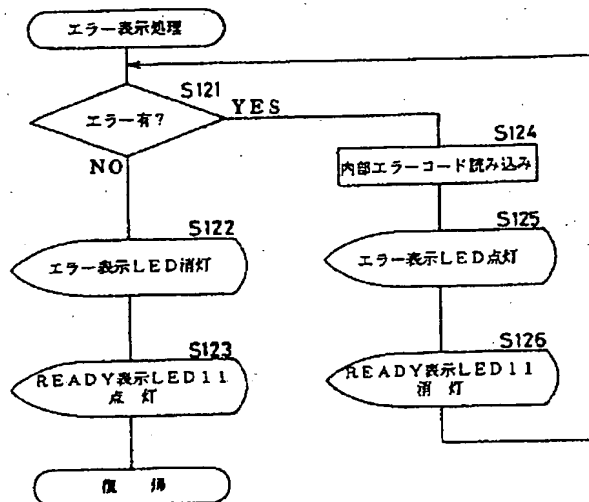 エラー表示処理
S121
エラー有?
YES
NO
S124
内部エラーコード読み込み
S122
エラー表示LED消灯
S125
エラー表示LED点灯
S123
READY表示LED11
点灯
S126
READY表示LED11
消灯
復帰